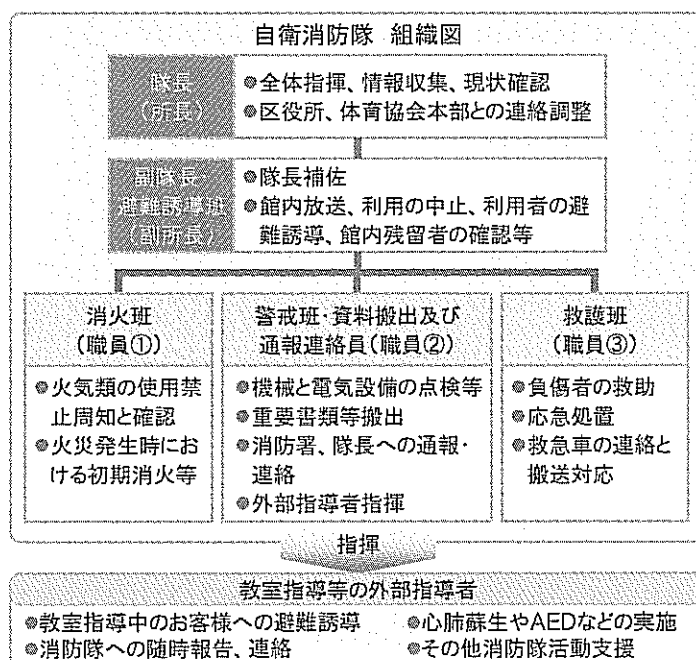 自衛消防隊 組織図
隊長
(所長)
●全体指揮、情報収集、現状確認
●区役所、体育協会本部との連絡調整
副隊長
避難誘導班
(副所長)
●隊長補佐
●館内放送、利用の中止、利用者の避
難誘導、館内残留者の確認等
消火班
(職員①)
●火気類の使用禁
止周知と確認
●火災発生時にお
ける初期消火等
警戒班・資料搬出及び
通報連絡員(職員②)
●機械と電気設備の点検等
●重要書類等搬出
●消防署、隊長への通報・
連絡
●外部指導者指揮
救護班
(職員③)
●負傷者の救助
●応急処置
●救急車の連絡と
搬送対応
指揮
教室指導等の外部指導者
●教室指導中のお客様への避難誘導
●消防隊への随時報告、連絡
●心肺蘇生やAEDなどの実施
●その他消防隊活動支援